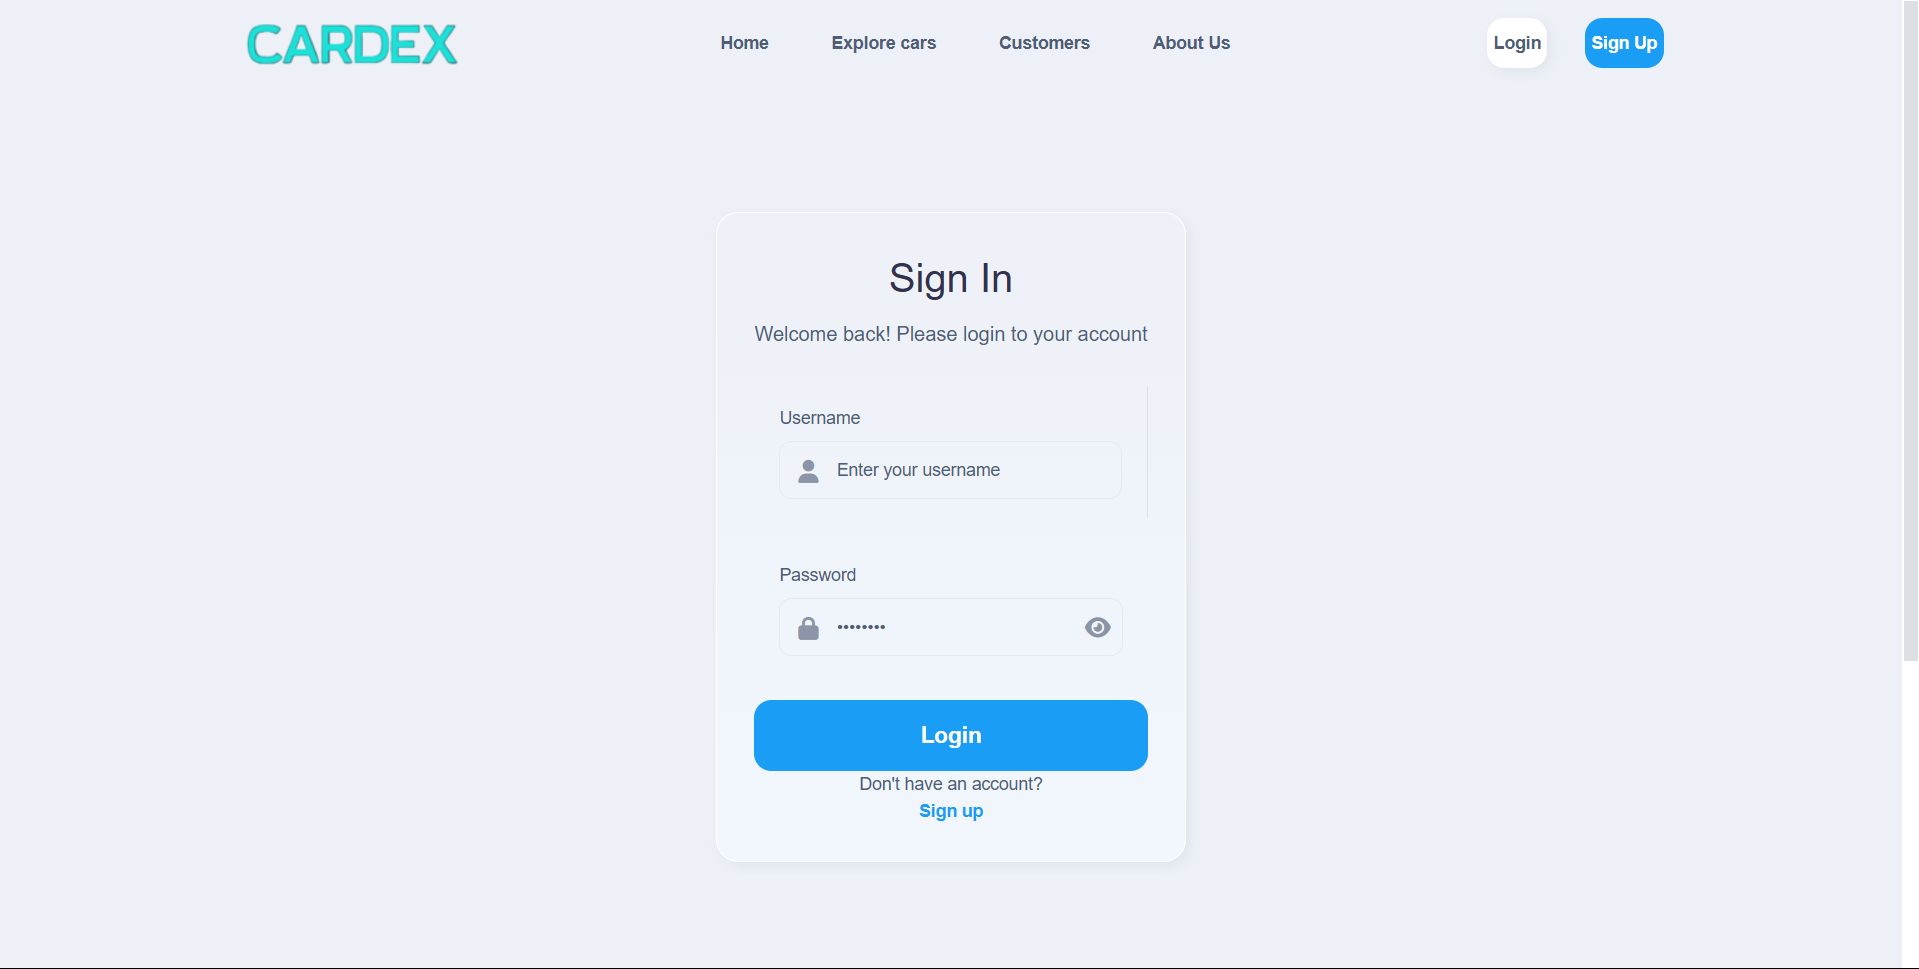 CARDEX
Home
Explore cars
Customers
About Us
Login
Sign Up
Sign In
Welcome back! Please login to your account
Username
Enter your username
Password
••••••••
Login
Don't have an account?
Sign up